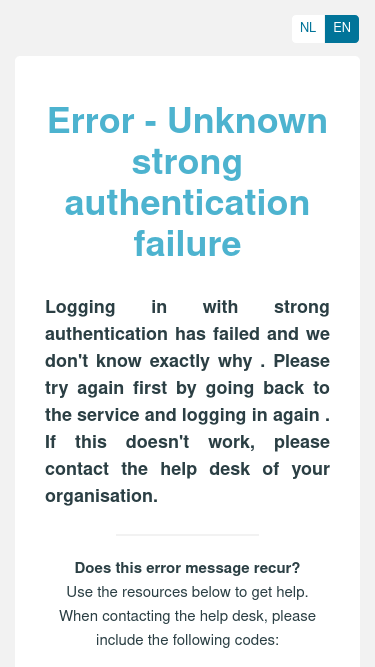 NL EN
Error - Unknown
strong
authentication
failure
Logging in with strong
authentication has failed and we
don't know exactly why . Please
try again first by going back to
the service and logging in again .
If this doesn't work, please
contact the help desk of your
organisation.
Does this error message recur?
Use the resources below to get help.
When contacting the help desk, please
include the following codes: